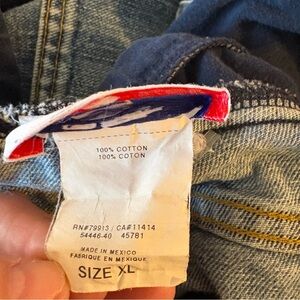 100% COTTON
100% COTON
RN#79913 / CA#11414
54446-40 45781
MADE IN MEXICO
FABRIQUE EN MEXIQUE
SIZE XL